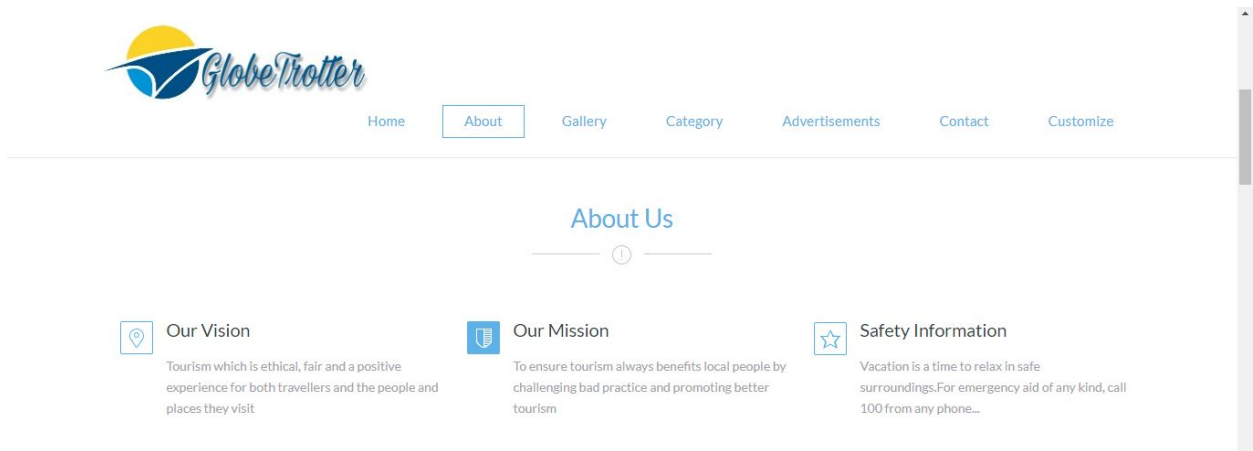 GlobeTrotter
Home About Gallery Category Advertisements Contact Customize
About Us
Our Vision
Tourism which is ethical, fair and a positive
experience for both travellers and the people and
places they visit
Our Mission
To ensure tourism always benefits local people by
challenging bad practice and promoting better
tourism
Safety Information
Vacation is a time to relax in safe
surroundings.For emergency aid of any kind, call
100 from any phone...